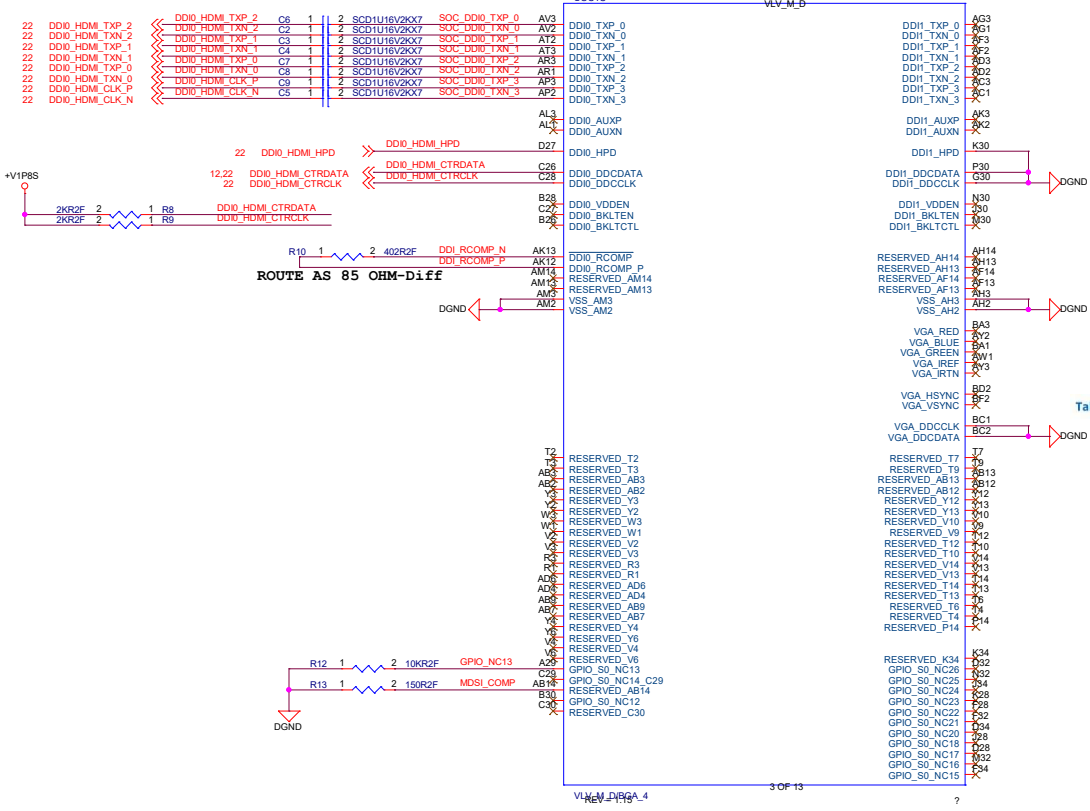 VLV_M_D
22 DDI0_HDMI_TXP_2 DDI0_HDMI_TXP_2 C6 1 2 SCD1U16V2KX7 SOC_DDI0_TXP_0 AV3 DDI0_TXP_0 DDI1_TXP_0 AG3
22 DDI0_HDMI_TXN_2 DDI0_HDMI_TXN_2 C2 1 2 SCD1U16V2KX7 SOC_DDI0_TXN_0 AV2 DDI0_TXN_0 DDI1_TXN_0 AG1
22 DDI0_HDMI_TXP_1 DDI0_HDMI_TXP_1 C3 1 2 SCD1U16V2KX7 SOC_DDI0_TXP_1 AT2 DDI0_TXP_1 DDI1_TXP_1 AF3
22 DDI0_HDMI_TXN_1 DDI0_HDMI_TXN_1 C4 1 2 SCD1U16V2KX7 SOC_DDI0_TXN_1 AT3 DDI0_TXN_1 DDI1_TXN_1 AF2
22 DDI0_HDMI_TXP_0 DDI0_HDMI_TXP_0 C7 1 2 SCD1U16V2KX7 SOC_DDI0_TXP_2 AR3 DDI0_TXP_2 DDI1_TXP_2 AD3
22 DDI0_HDMI_TXN_0 DDI0_HDMI_TXN_0 C8 1 2 SCD1U16V2KX7 SOC_DDI0_TXN_2 AR1 DDI0_TXN_2 DDI1_TXN_2 AD2
22 DDI0_HDMI_CLK_P DDI0_HDMI_CLK_P C9 1 2 SCD1U16V2KX7 SOC_DDI0_TXP_3 AP3 DDI0_TXP_3 DDI1_TXP_3 AC3
22 DDI0_HDMI_CLK_N DDI0_HDMI_CLK_N C5 1 2 SCD1U16V2KX7 SOC_DDI0_TXN_3 AP2 DDI0_TXN_3 DDI1_TXN_3 AC1
AL3 DDI0_AUXP DDI1_AUXP AK3
AL1 DDI0_AUXN DDI1_AUXN AK2
22 DDI0_HDMI_HPD DDI0_HDMI_HPD D27 DDI0_HPD DDI1_HPD K30
12,22 DDI0_HDMI_CTRDATA DDI0_HDMI_CTRDATA C26 DDI0_DDCDATA DDI1_DDCDATA P30
22 DDI0_HDMI_CTRCLK DDI0_HDMI_CTRCLK C28 DDI0_DDCCLK DDI1_DDCCLK G30 DGND
+V1P8S
B28 DDI0_VDDEN DDI1_VDDEN N30
2KR2F 2 1 R8 DDI0_HDMI_CTRDATA C27 DDI0_BKLTEN DDI1_BKLTEN J30
2KR2F 2 1 R9 DDI0_HDMI_CTRCLK B26 DDI0_BKLTCTL DDI1_BKLTCTL M30
R10 1 2 402R2F DDI_RCOMP_N AK13 DDI0_RCOMP RESERVED_AH14 AH14
DDI_RCOMP_P AK12 DDI0_RCOMP_P RESERVED_AH13 AH13
ROUTE AS 85 OHM-Diff
AM14 RESERVED_AM14 RESERVED_AF14 AF14
AM13 RESERVED_AM13 RESERVED_AF13 AF13
AM3 VSS_AM3 VSS_AH3 AH3
DGND AM2 VSS_AM2 VSS_AH2 AH2 DGND
VGA_RED BA3
VGA_BLUE AY2
VGA_GREEN BA1
VGA_IREF AW1
VGA_IRTN AY3
VGA_HSYNC BD2
VGA_VSYNC BF2
Ta
VGA_DDCCLK BC1
VGA_DDCDATA BC2 DGND
T2 RESERVED_T2 RESERVED_T7 T7
T3 RESERVED_T3 RESERVED_T9 T9
AB3 RESERVED_AB3 RESERVED_AB13 AB13
AB2 RESERVED_AB2 RESERVED_AB12 AB12
Y3 RESERVED_Y3 RESERVED_Y12 Y12
Y2 RESERVED_Y2 RESERVED_Y13 Y13
W3 RESERVED_W3 RESERVED_V10 V10
W1 RESERVED_W1 RESERVED_V9 V9
V2 RESERVED_V2 RESERVED_T12 T12
V3 RESERVED_V3 RESERVED_T10 T10
R3 RESERVED_R3 RESERVED_V14 V14
R1 RESERVED_R1 RESERVED_V13 V13
AD6 RESERVED_AD6 RESERVED_T14 T14
AD4 RESERVED_AD4 RESERVED_T13 T13
AB9 RESERVED_AB9 RESERVED_T6 T6
AB7 RESERVED_AB7 RESERVED_T4 T4
Y4 RESERVED_Y4 RESERVED_P14 P14
Y6 RESERVED_Y6
V4 RESERVED_V4
V6 RESERVED_V6 RESERVED_K34 K34
R12 1 2 10KR2F GPIO_NC13 A29 GPIO_S0_NC13 GPIO_S0_NC26 D32
C29 GPIO_S0_NC14_C29 GPIO_S0_NC25 N32
R13 1 2 150R2F MDSI_COMP AB14 RESERVED_AB14 GPIO_S0_NC24 J34
B30 GPIO_S0_NC12 GPIO_S0_NC23 K28
C30 RESERVED_C30 GPIO_S0_NC22 F28
DGND
GPIO_S0_NC21 F32
GPIO_S0_NC20 D34
GPIO_S0_NC18 J28
GPIO_S0_NC17 D28
GPIO_S0_NC16 M32
GPIO_S0_NC15 F34
3 OF 13
VLV_M_D/BGA_4
REV = 1.15
?